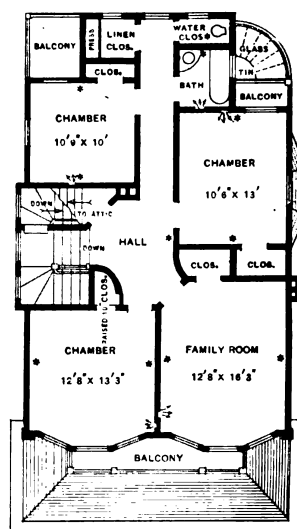 WATER
CLOS*
LINEN
CLOS.
PRESS
GLASS
TIN
BALCONY
CLOS.
BATH
BALCONY
CHAMBER
10'9" X 10'
CHAMBER
10'6" X 13'
DOWN
TO ATTIC
DOWN
HALL
CLOS.
CLOS.
CLOS.
RAISED 10"
CHAMBER
12'8" X 13'3"
FAMILY ROOM
12'8" X 16'3"
BALCONY